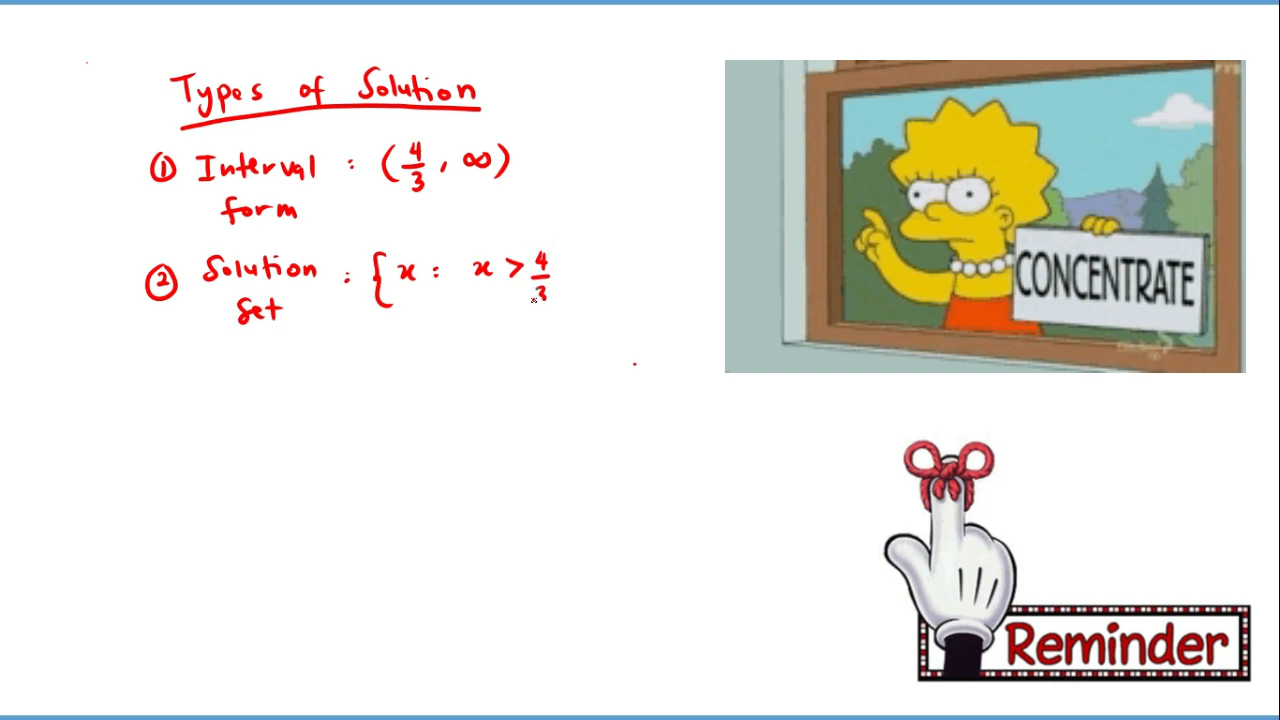 Types of Solution
① Interval : (4/3, ∞)
form
② Solution : {x : x > 4/3
set
CONCENTRATE
Reminder